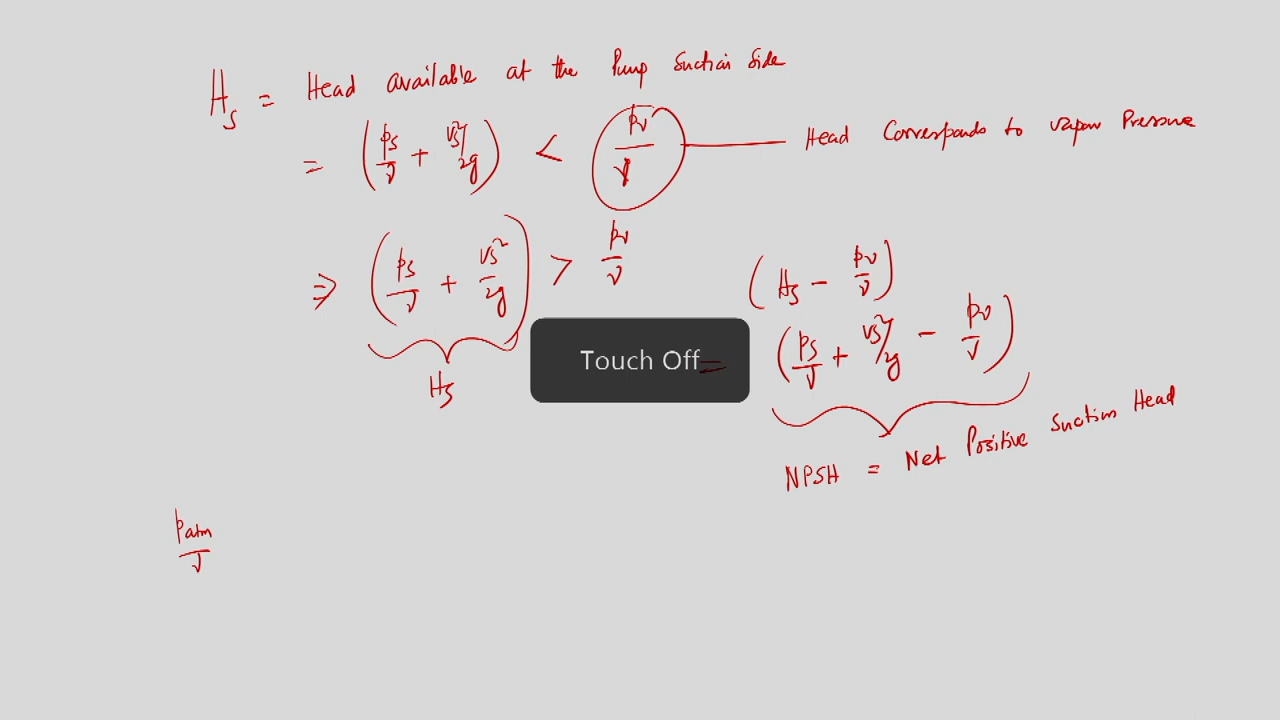 Hs = Head available at the Pump Suction Side
= (ps/γ + vs²/2g) < pv/γ — Head Corresponds to vapour Pressure
⇒ (ps/γ + vs²/2g) > pv/γ
Hs
(Hs − pv/γ)
= (ps/γ + vs²/2g − pv/γ)
NPSH = Net Positive Suction Head
Touch Off
patm/γ